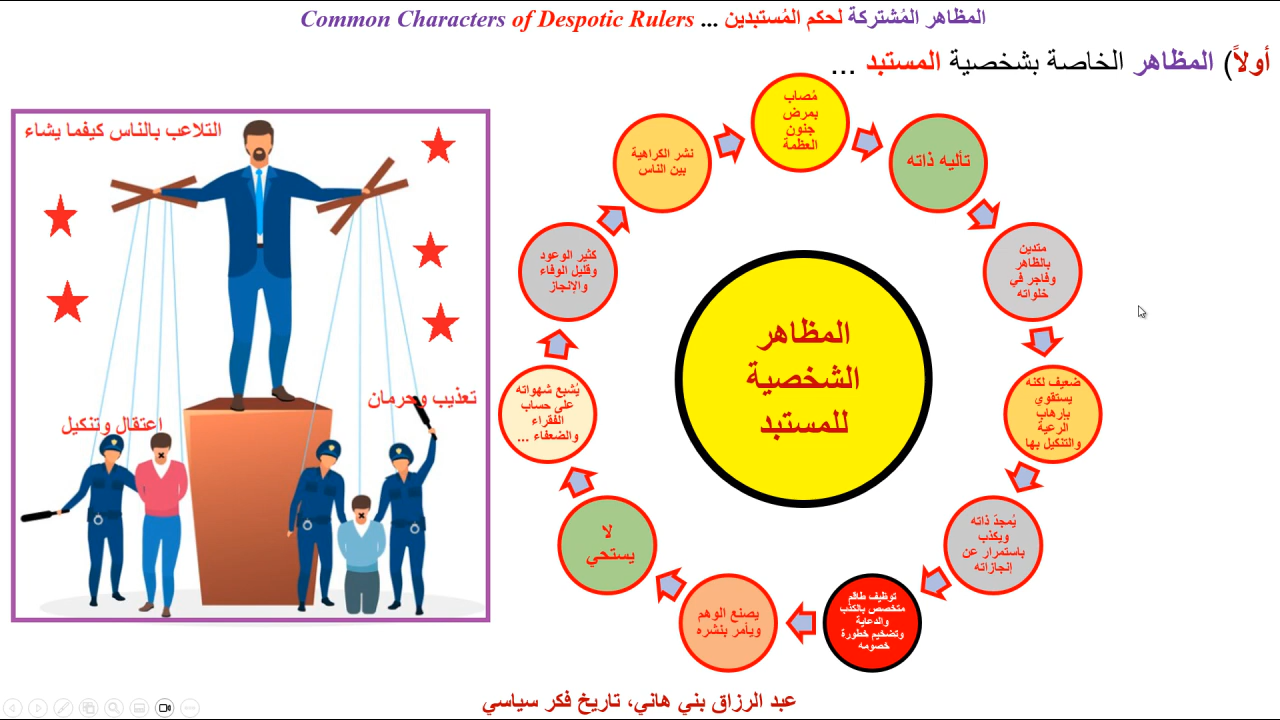 المظاهر المُشتركة لحكم المُستبدين ... Common Characters of Despotic Rulers
أولاً) المظاهر الخاصة بشخصية المستبد ...
التلاعب بالناس كيفما يشاء
تعذيب وحرمان
اعتقال وتنكيل
مُصاب
بمرض
جنون
العظمة
تأليه ذاته
متدين
بالظاهر
وفاجر في
خلواته
ضعيف لكنه
يستقوي
بإرهاب
الرعية
والتنكيل بها
يُمجدّ ذاته
ويكذب
باستمرار عن
إنجازاته
توظيف طاقم
متخصص بالكذب
والدعاية
وتضخيم خطورة
خصومه
يصنع الوهم
ويأمر بنشره
لا
يستحي
يُشبع شهواته
على حساب
الفقراء
والضعفاء ...
كثير الوعود
وقليل الوفاء
والإنجاز
نشر الكراهية
بين الناس
المظاهر
الشخصية
للمستبد
عبد الرزاق بني هاني، تاريخ فكر سياسي